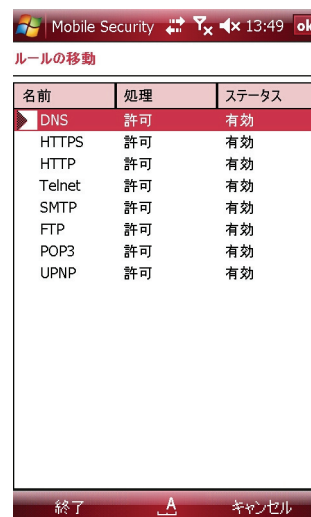 Mobile Security 13:49 ok
ルールの移動
名前 処理 ステータス
DNS 許可 有効
HTTPS 許可 有効
HTTP 許可 有効
Telnet 許可 有効
SMTP 許可 有効
FTP 許可 有効
POP3 許可 有効
UPNP 許可 有効
終了 A キャンセル